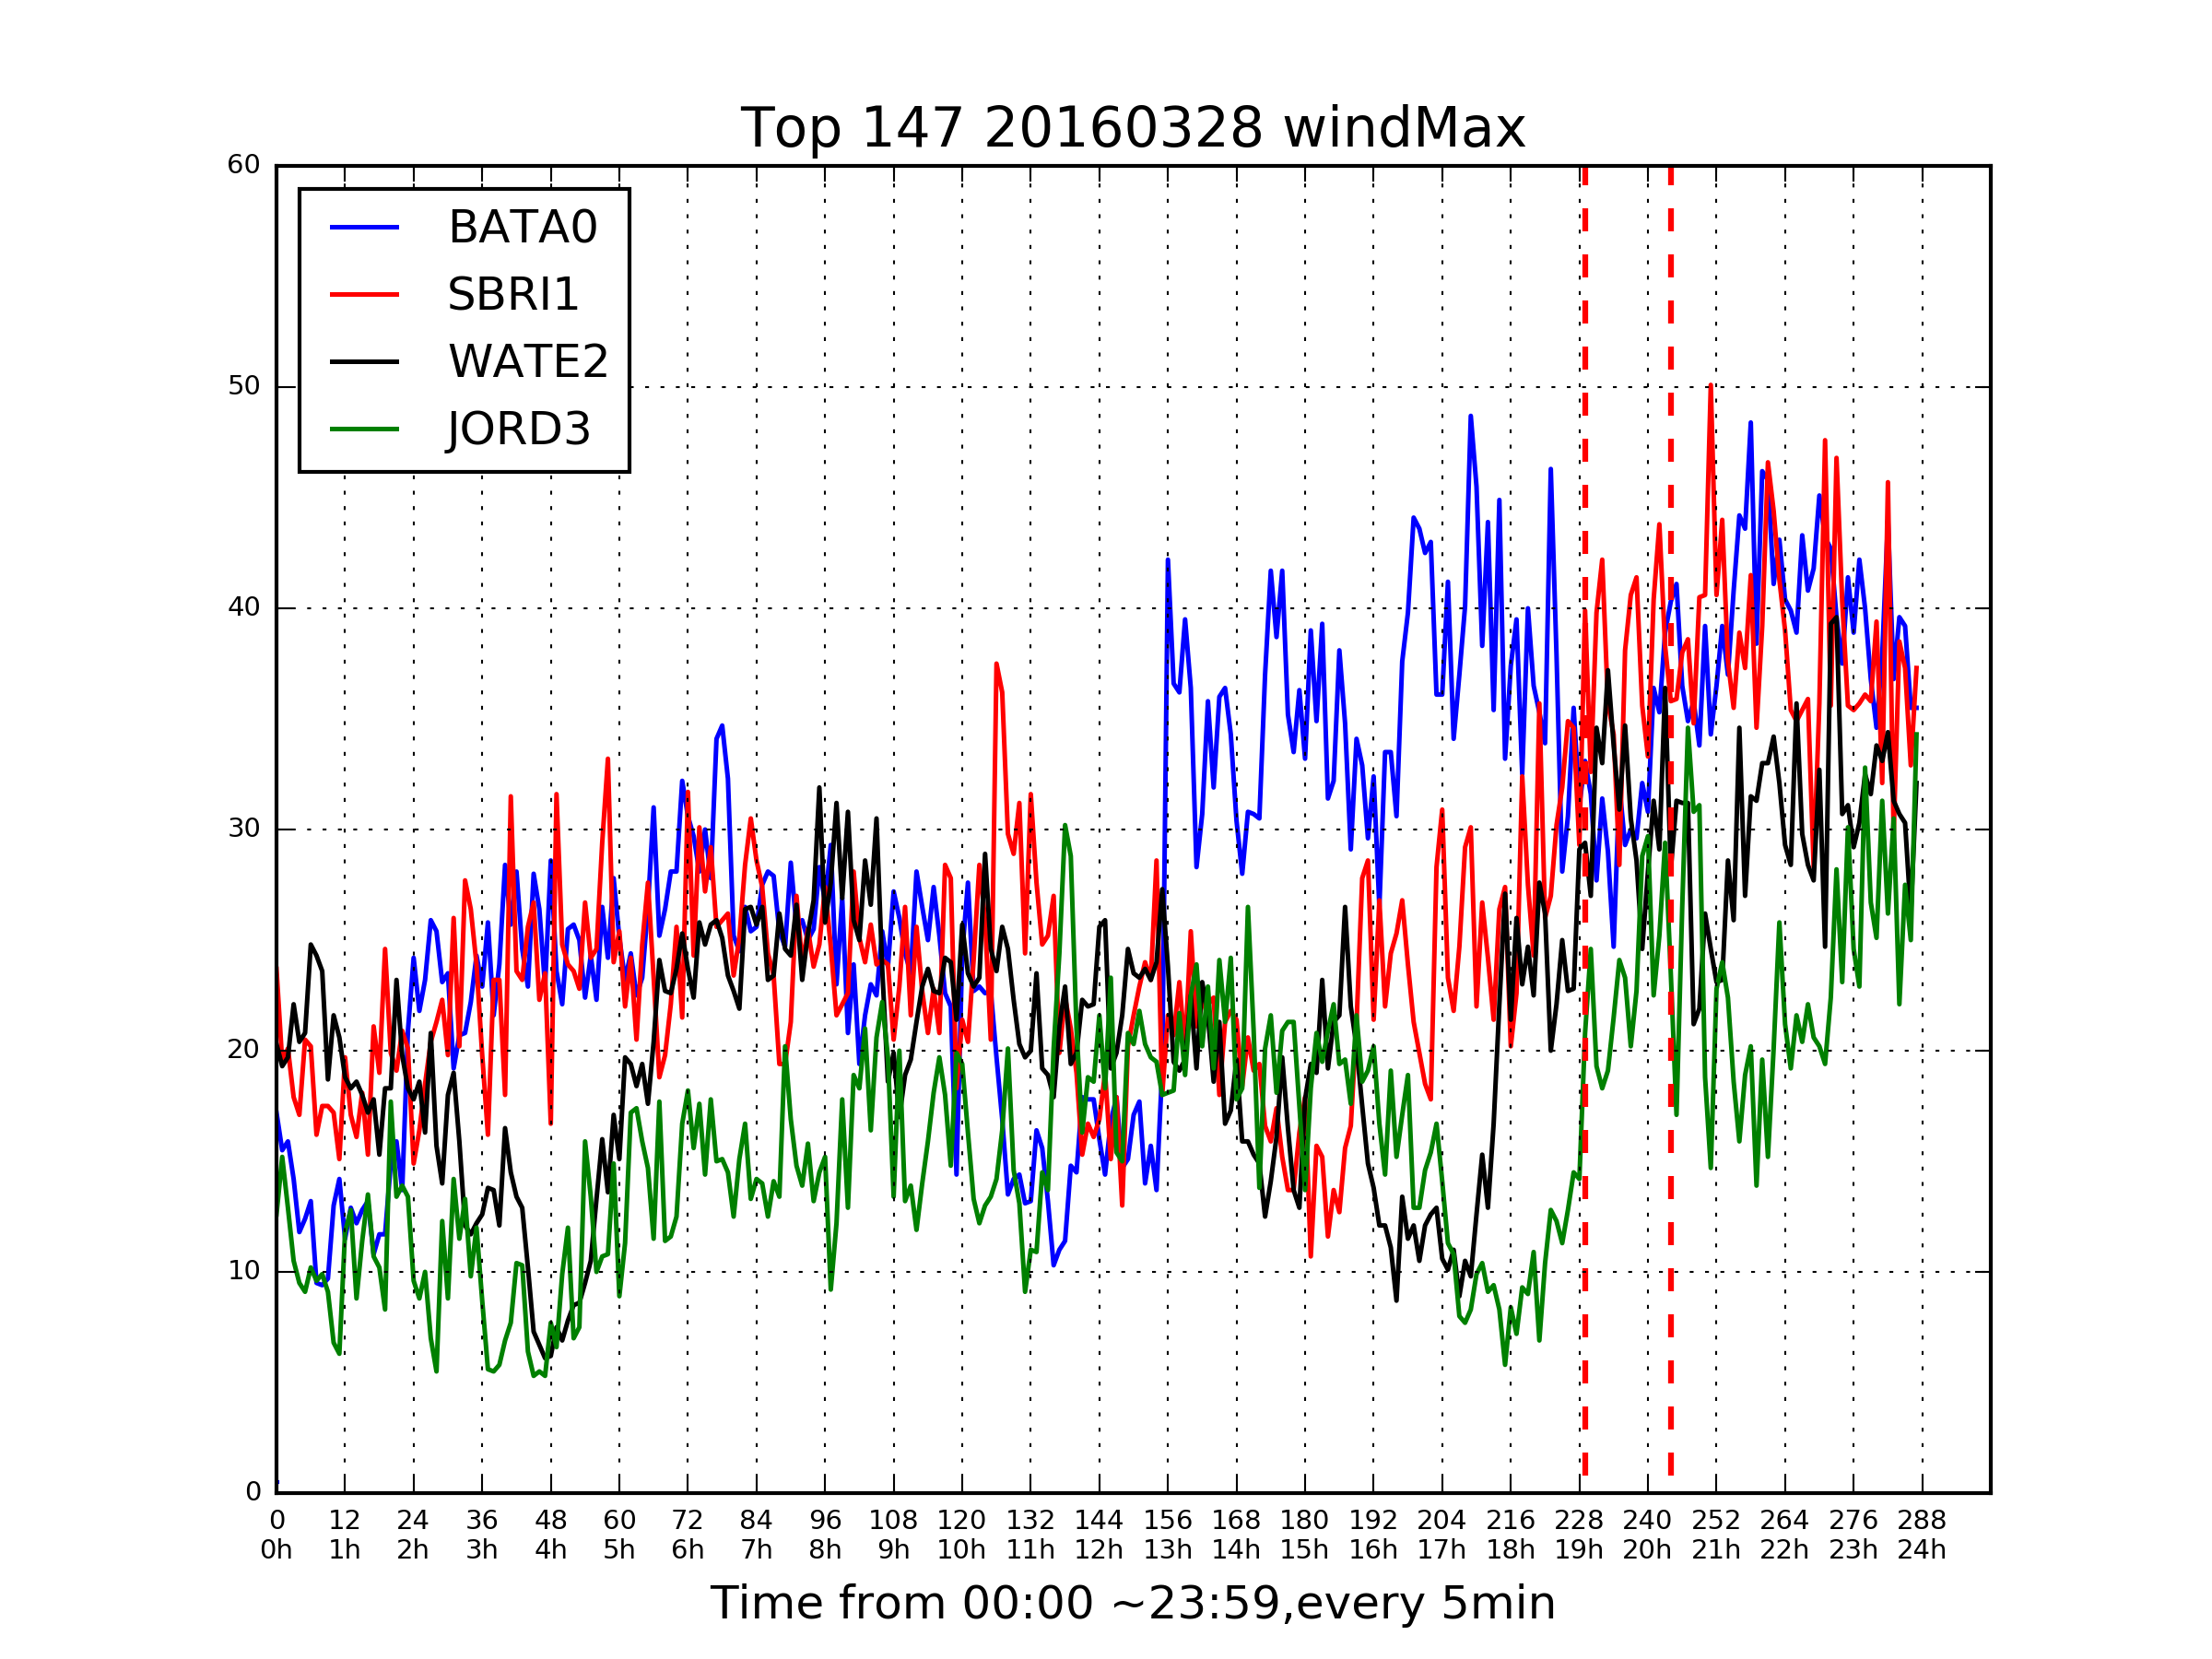 Top 147 20160328 windMax
60
50
40
30
20
10
0
BATA0
SBRI1
WATE2
JORD3
0 12 24 36 48 60 72 84 96 108 120 132 144 156 168 180 192 204 216 228 240 252 264 276 288
0h 1h 2h 3h 4h 5h 6h 7h 8h 9h 10h 11h 12h 13h 14h 15h 16h 17h 18h 19h 20h 21h 22h 23h 24h
Time from 00:00 ~23:59,every 5min